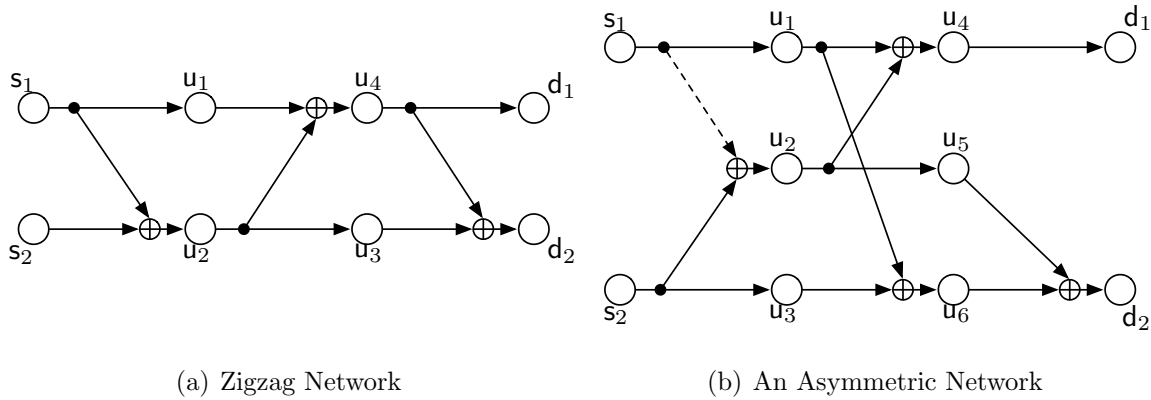 s1 u1 u4 d1
s2 u2 u3 d2
(a) Zigzag Network
s1 u1 u4 d1
u2 u5
s2 u3 u6 d2
(b) An Asymmetric Network